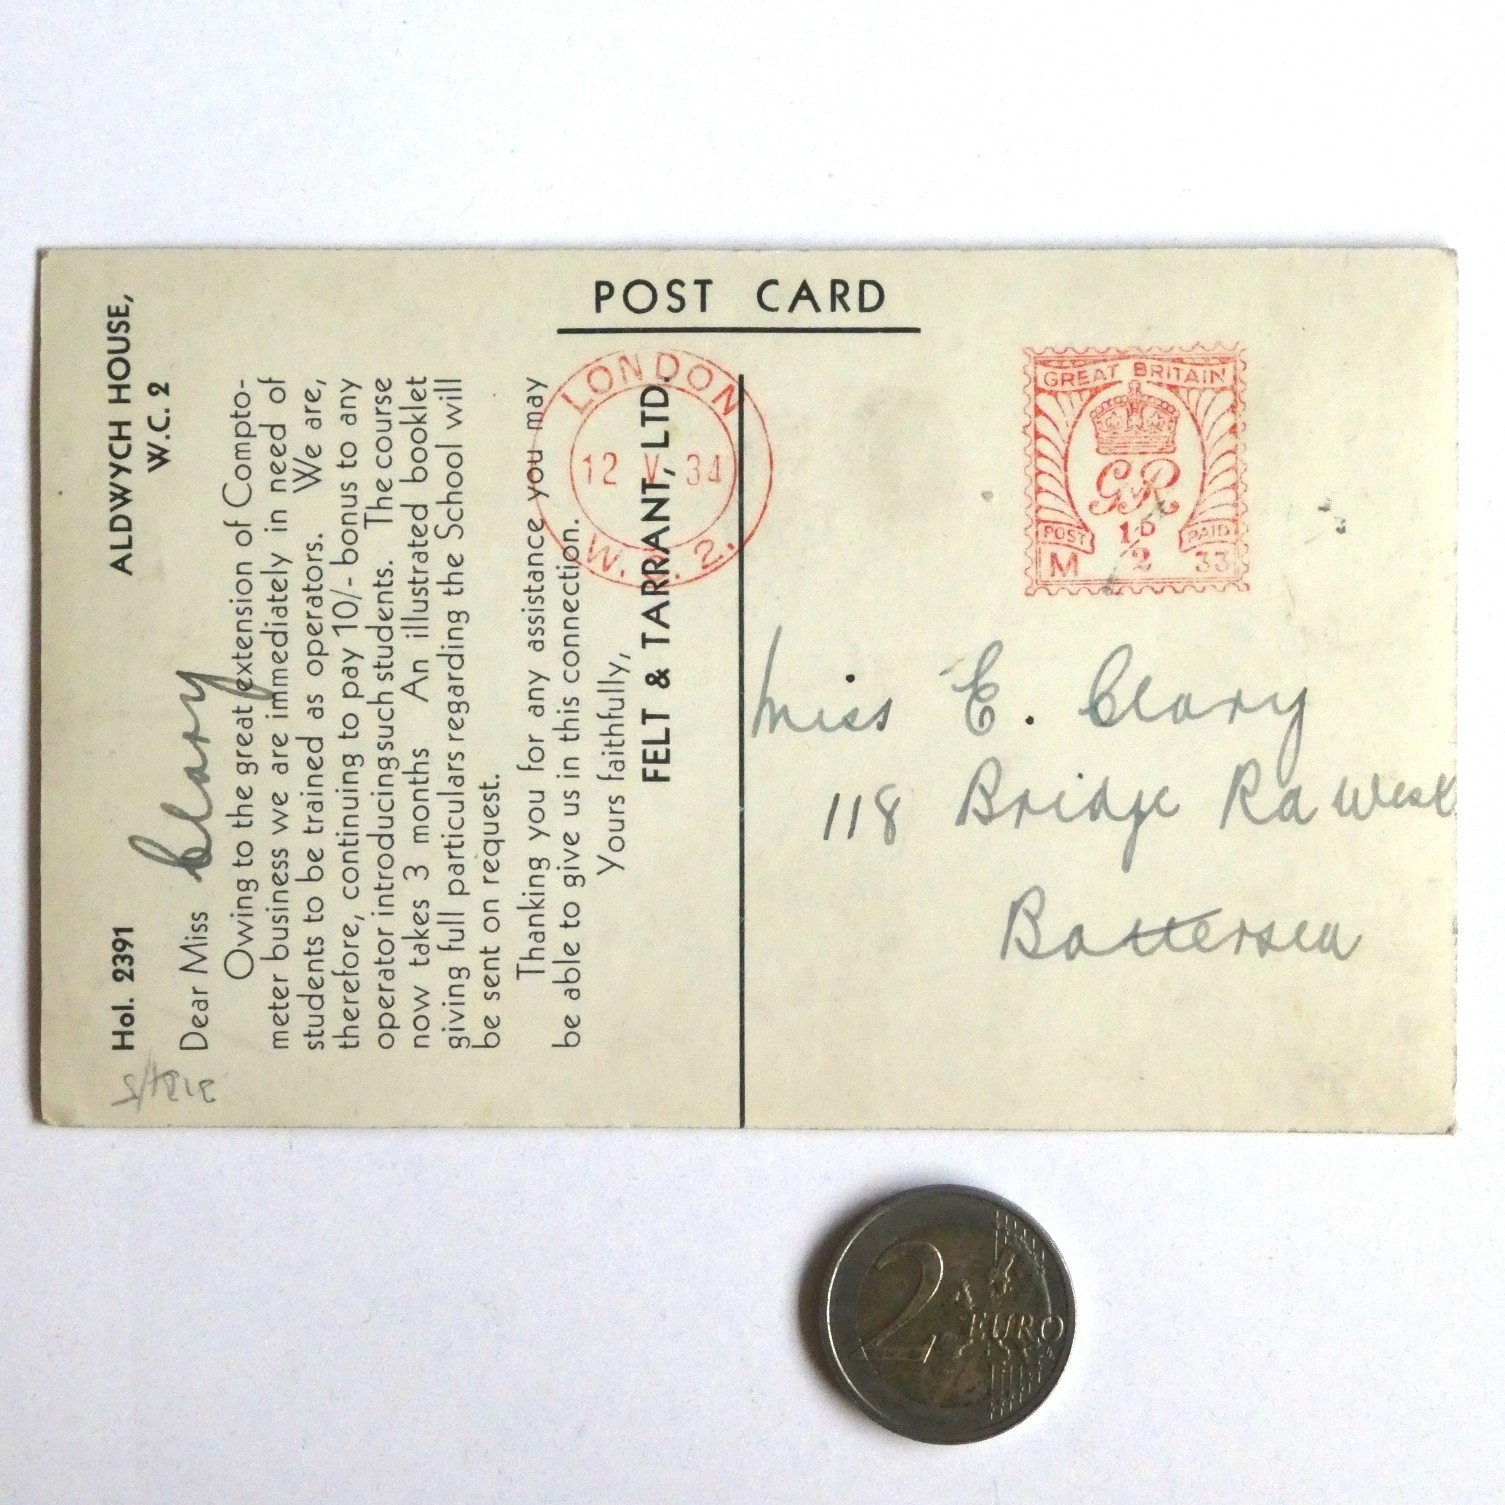 POST CARD
Hol. 2391 ALDWYCH HOUSE,
W.C. 2
Dear Miss Cleary
Owing to the great extension of Compto-
meter business we are immediately in need of
students to be trained as operators. We are,
therefore, continuing to pay 10/- bonus to any
operator introducing such students. The course
now takes 3 months An illustrated booklet
giving full particulars regarding the School will
be sent on request.
Thanking you for any assistance you may
be able to give us in this connection.
Yours faithfully,
FELT & TARRANT, LTD.
LONDON
12 V 34
W.C.2.
GREAT BRITAIN
GVR
POST 1/2D PAID
M 33
Miss E. Cleary
118 Bridge Rd West
Battersea
2 EURO